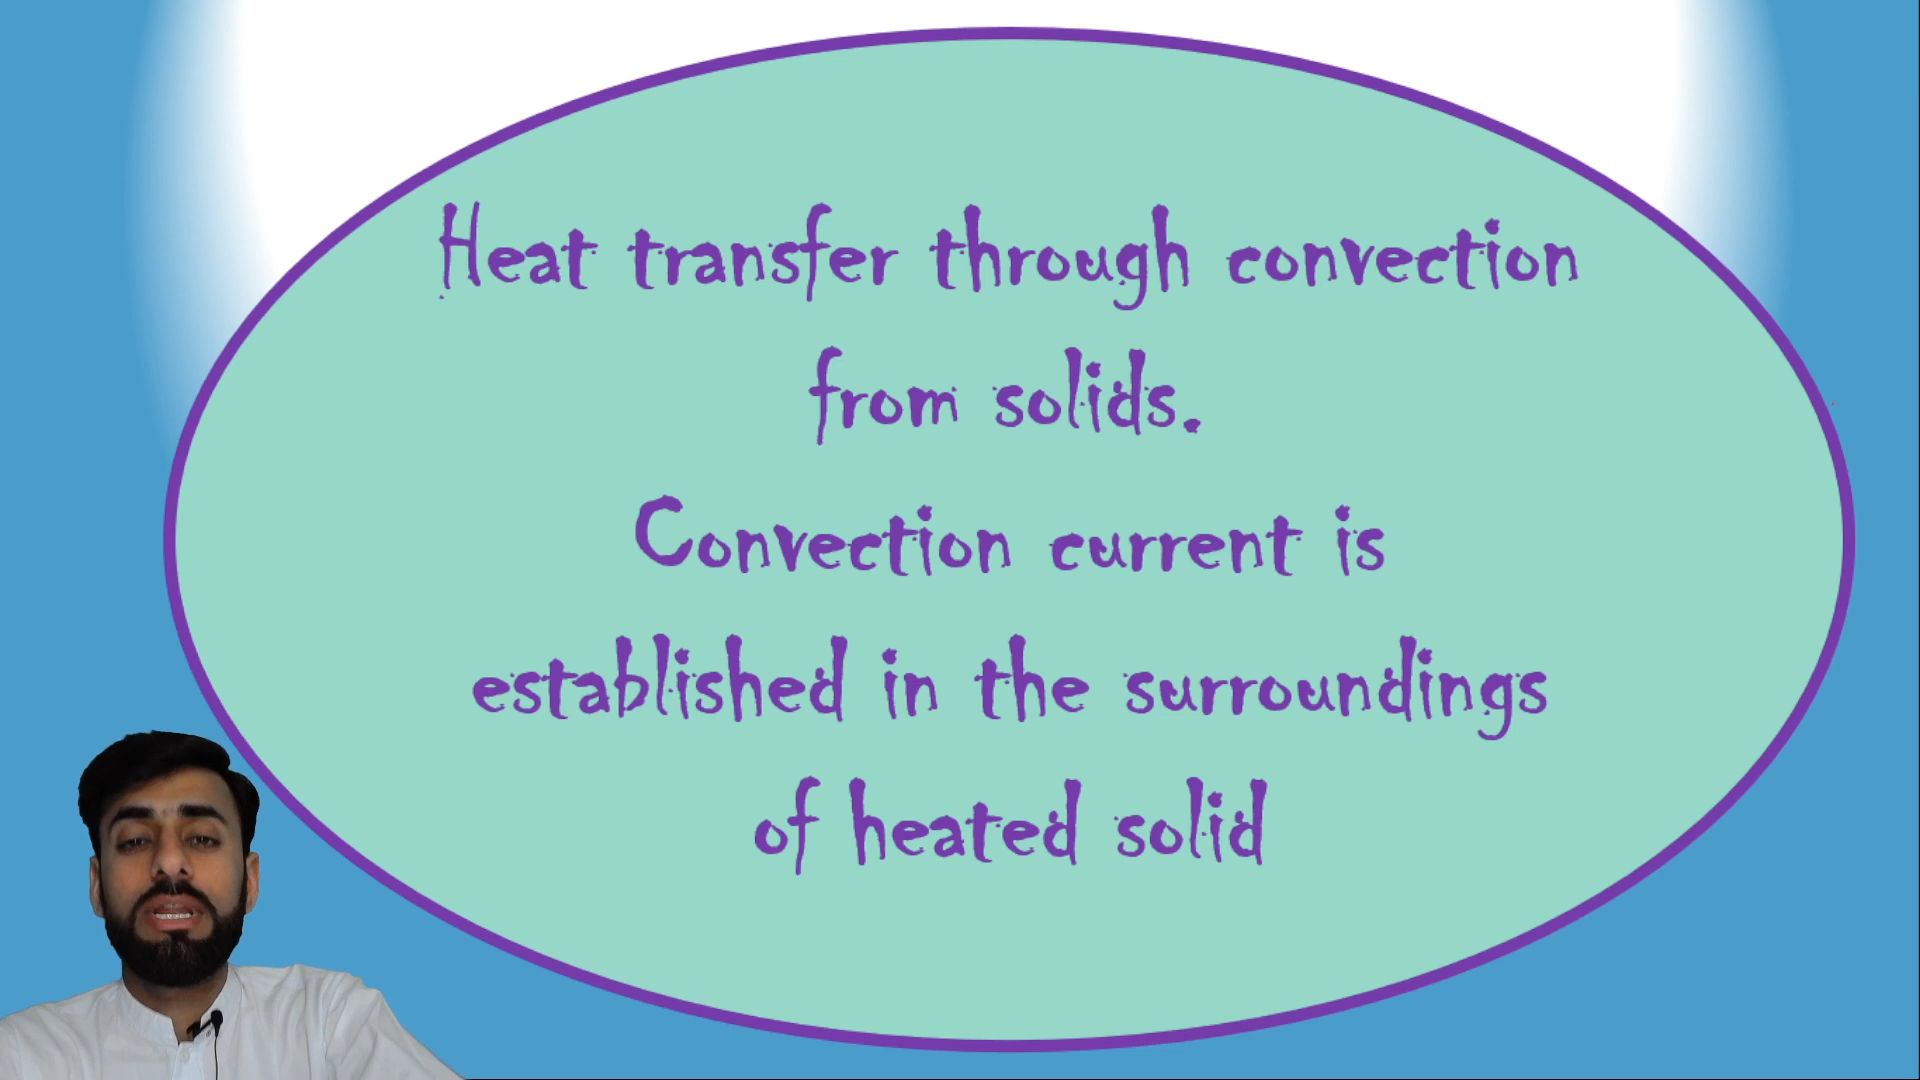 Heat transfer through convection
from solids.
Convection current is
established in the surroundings
of heated solid